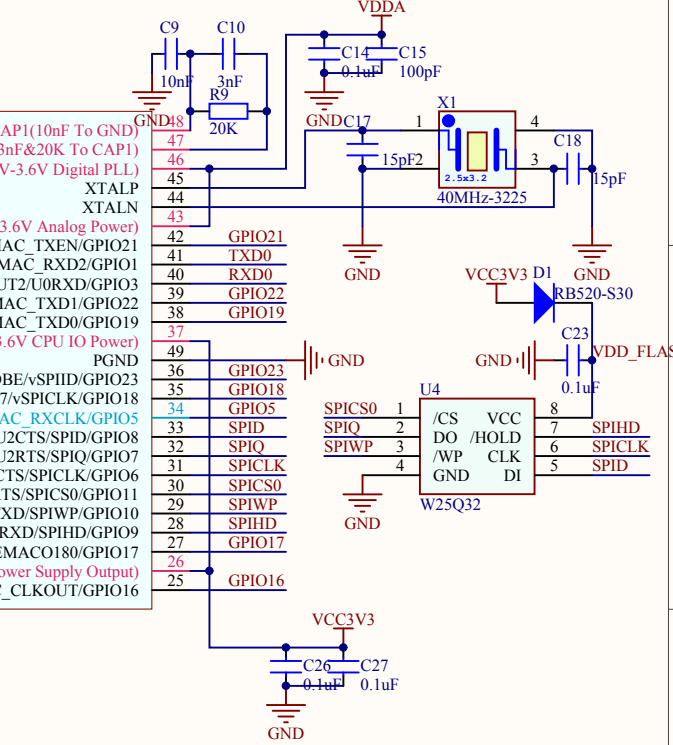 VDDA
C9
C10
C14
C15
10nF
3nF
0.1uF
100pF
R9
20K
GND
GND
CAP1(10nF To GND)
48
3nF&20K To CAP1)
47
V-3.6V Digital PLL)
46
XTALP
45
XTALN
44
3.6V Analog Power)
43
AC_TXEN/GPIO21
42
GPIO21
MAC_RXD2/GPIO1
41
TXD0
UT2/U0RXD/GPIO3
40
RXD0
MAC_TXD1/GPIO22
39
GPIO22
MAC_TXD0/GPIO19
38
GPIO19
3.6V CPU IO Power)
37
PGND
49
GND
OBE/vSPIID/GPIO23
36
GPIO23
7/vSPICLK/GPIO18
35
GPIO18
AC_RXCLK/GPIO5
34
GPIO5
U2CTS/SPID/GPIO8
33
SPID
U2RTS/SPIQ/GPIO7
32
SPIQ
CTS/SPICLK/GPIO6
31
SPICLK
RTS/SPICS0/GPIO11
30
SPICS0
XD/SPIWP/GPIO10
29
SPIWP
RXD/SPIHD/GPIO9
28
SPIHD
EMACO180/GPIO17
27
GPIO17
ower Supply Output)
26
_CLKOUT/GPIO16
25
GPIO16
C17
15pF
GND
X1
1
2
4
3
2.5x3.2
40MHz-3225
C18
15pF
GND
VCC3V3
D1
RB520-S30
GND
C23
0.1uF
VDD_FLAS
U4
SPICS0
1
/CS
VCC
8
SPIQ
2
DO
/HOLD
7
SPIHD
SPIWP
3
/WP
CLK
6
SPICLK
4
GND
DI
5
SPID
GND
W25Q32
VCC3V3
C26
C27
0.1uF
0.1uF
GND